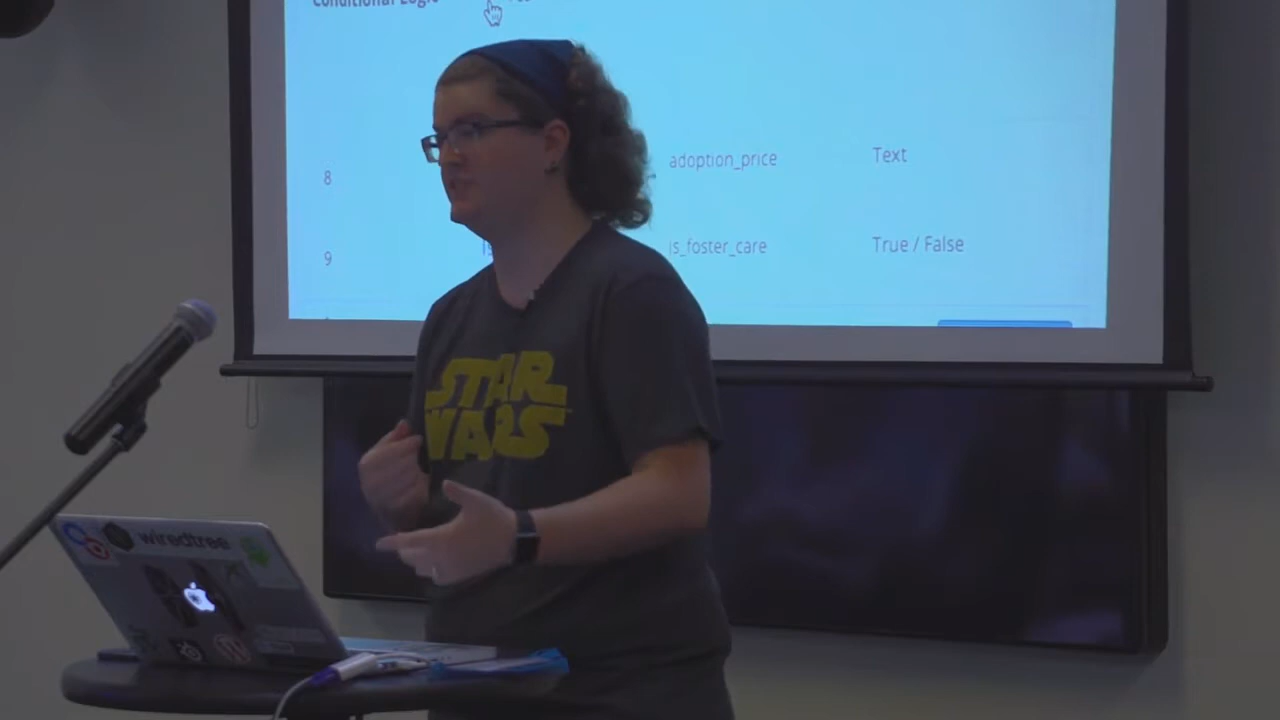 Conditional Logic
8
adoption_price
Text
9
is_foster_care
True / False
STAR
WARS
wiredtree